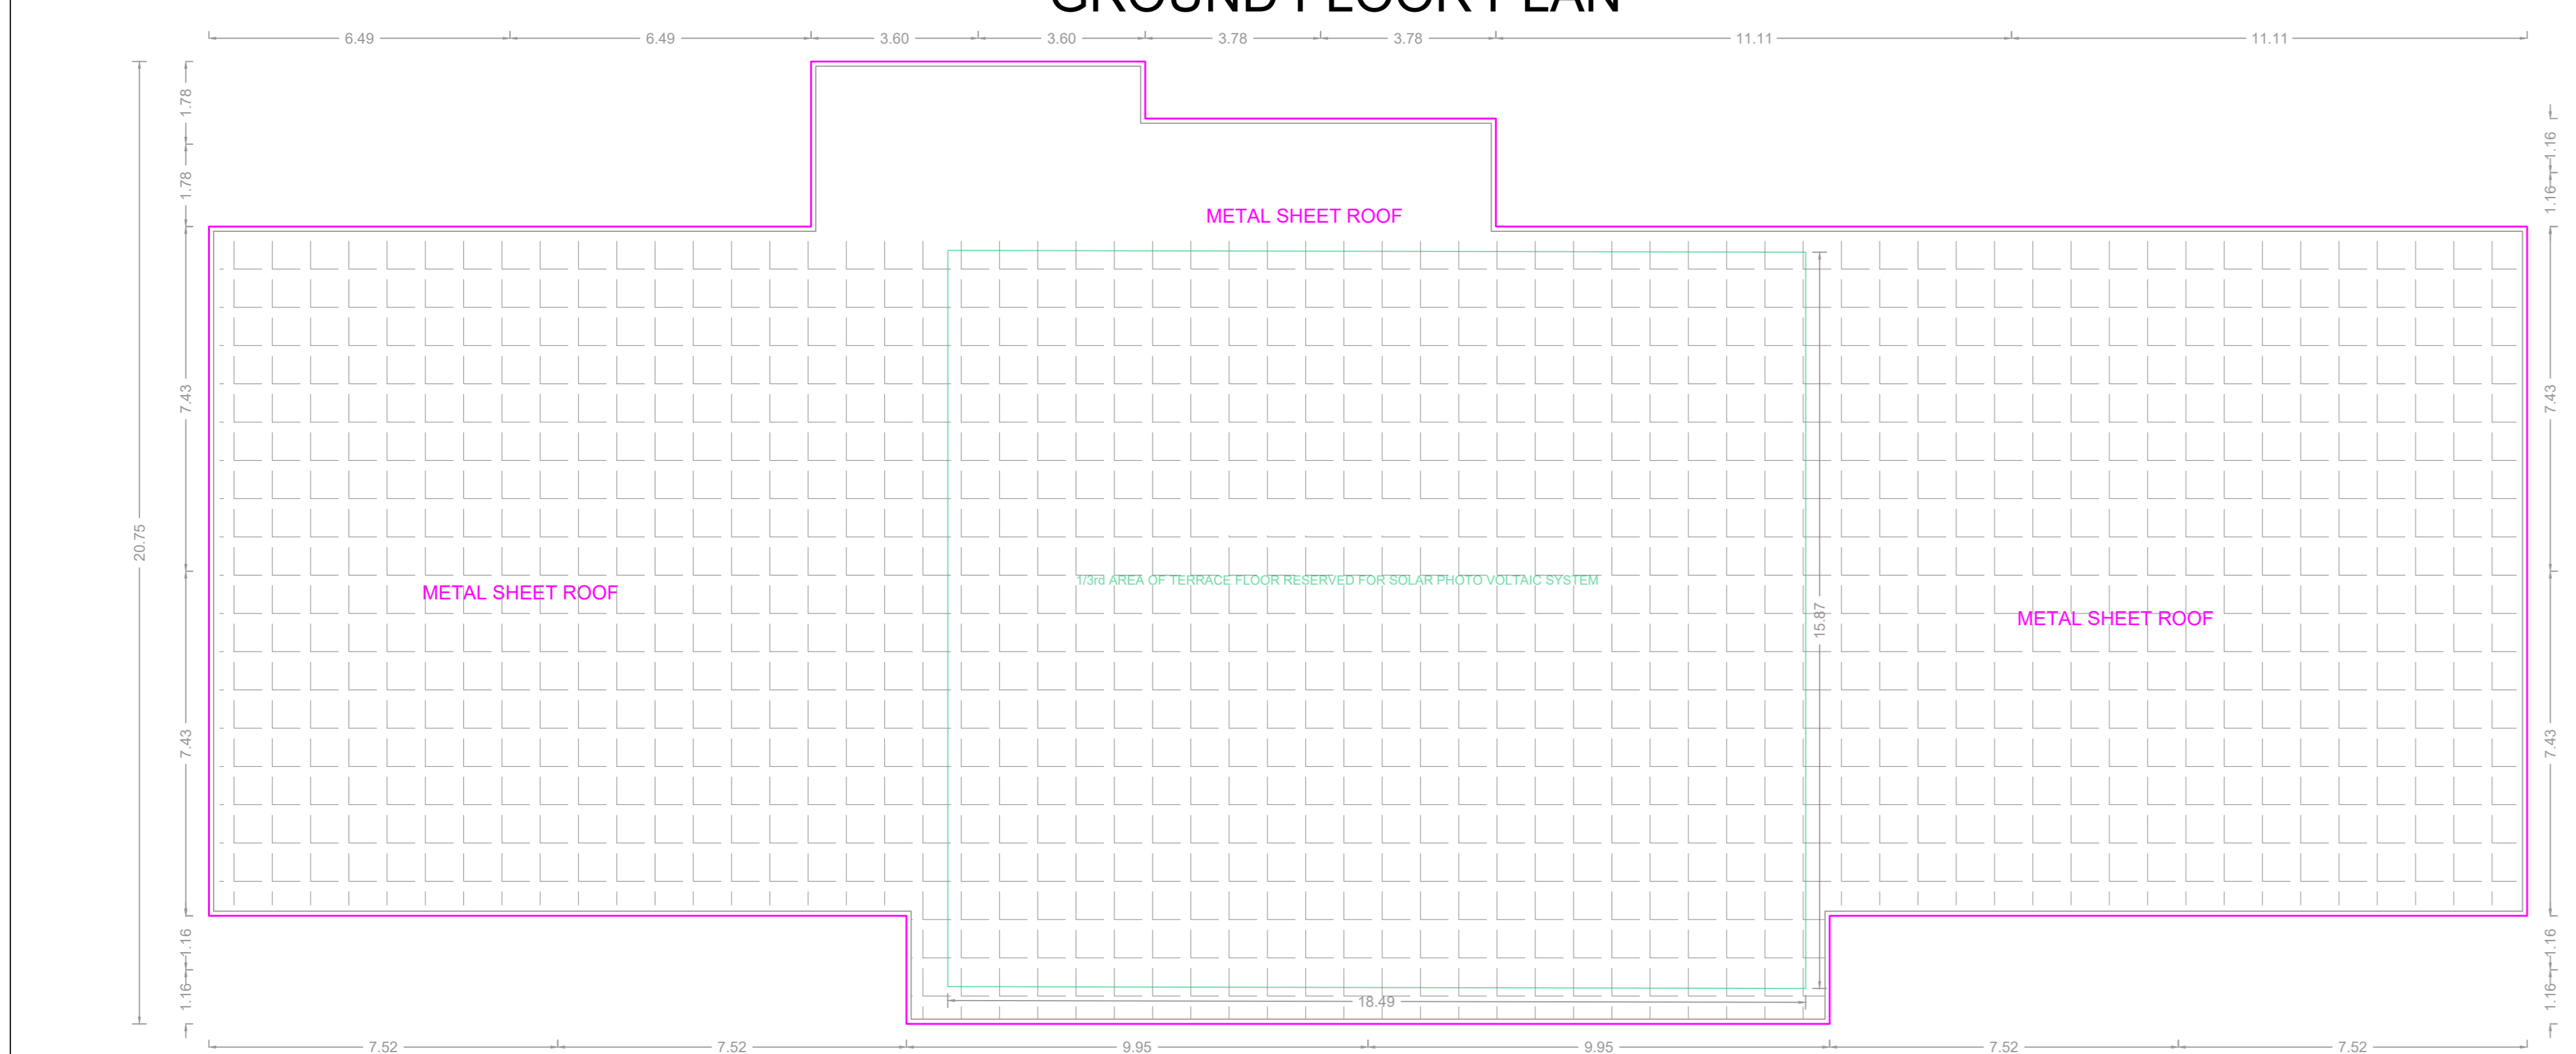 GROUND FLOOR PLAN
6.49 6.49 3.60 3.60 3.78 3.78 11.11 11.11
1.78
1.78
7.43
7.43
1.16
1.16
20.75
1.16
1.16
7.43
7.43
1.16
1.16
METAL SHEET ROOF
1/3rd AREA OF TERRACE FLOOR RESERVED FOR SOLAR PHOTO VOLTAIC SYSTEM
METAL SHEET ROOF
15.87
METAL SHEET ROOF
18.49
7.52 7.52 9.95 9.95 7.52 7.52